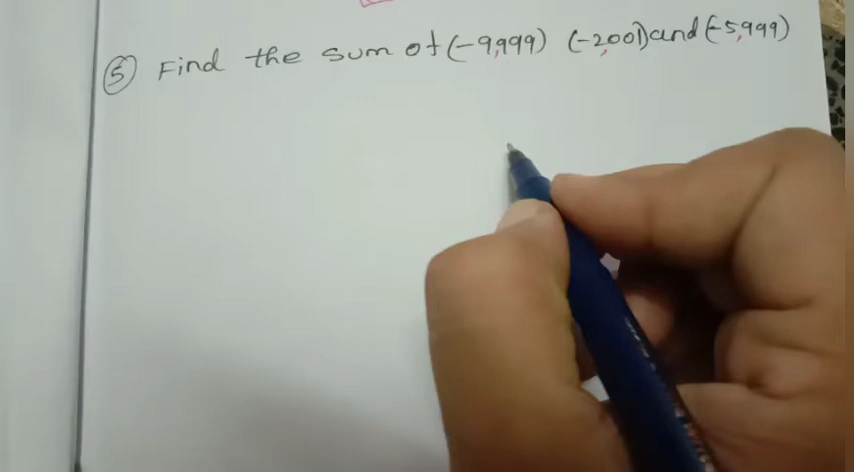 5 Find the sum of (-9,999) (-2,001) and (-5,999)